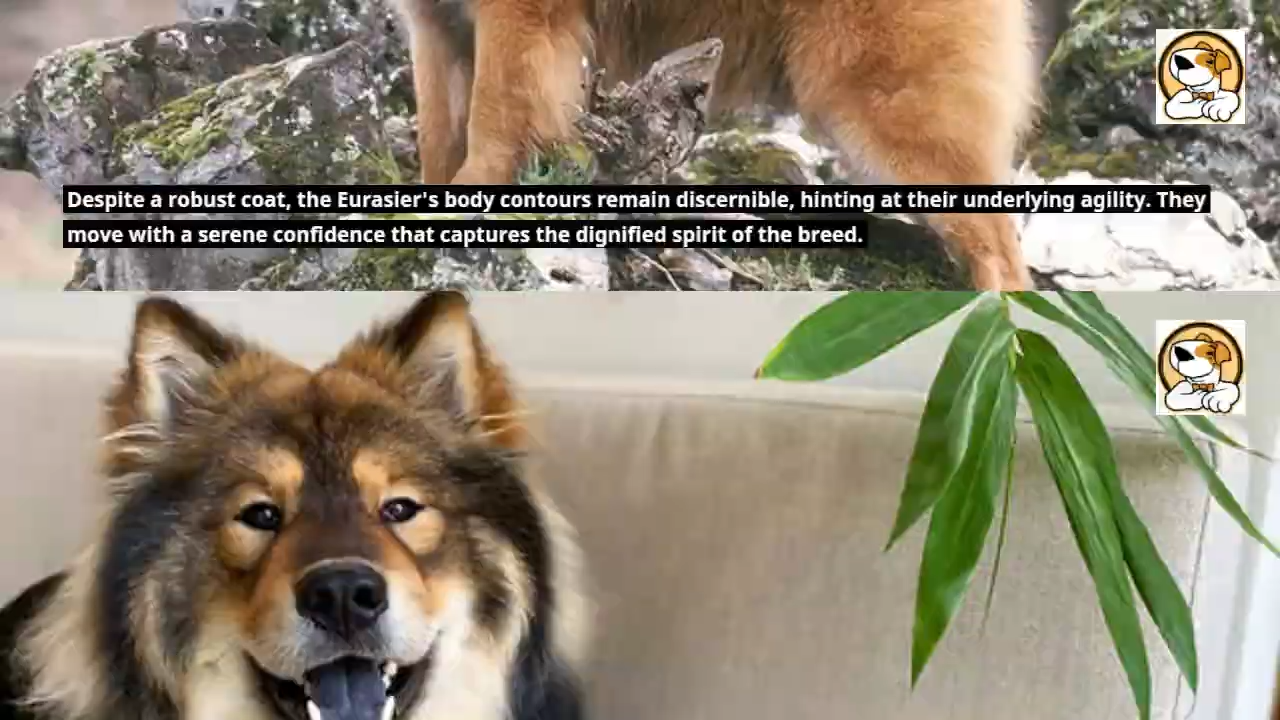 Despite a robust coat, the Eurasier's body contours remain discernible, hinting at their underlying agility. They
move with a serene confidence that captures the dignified spirit of the breed.